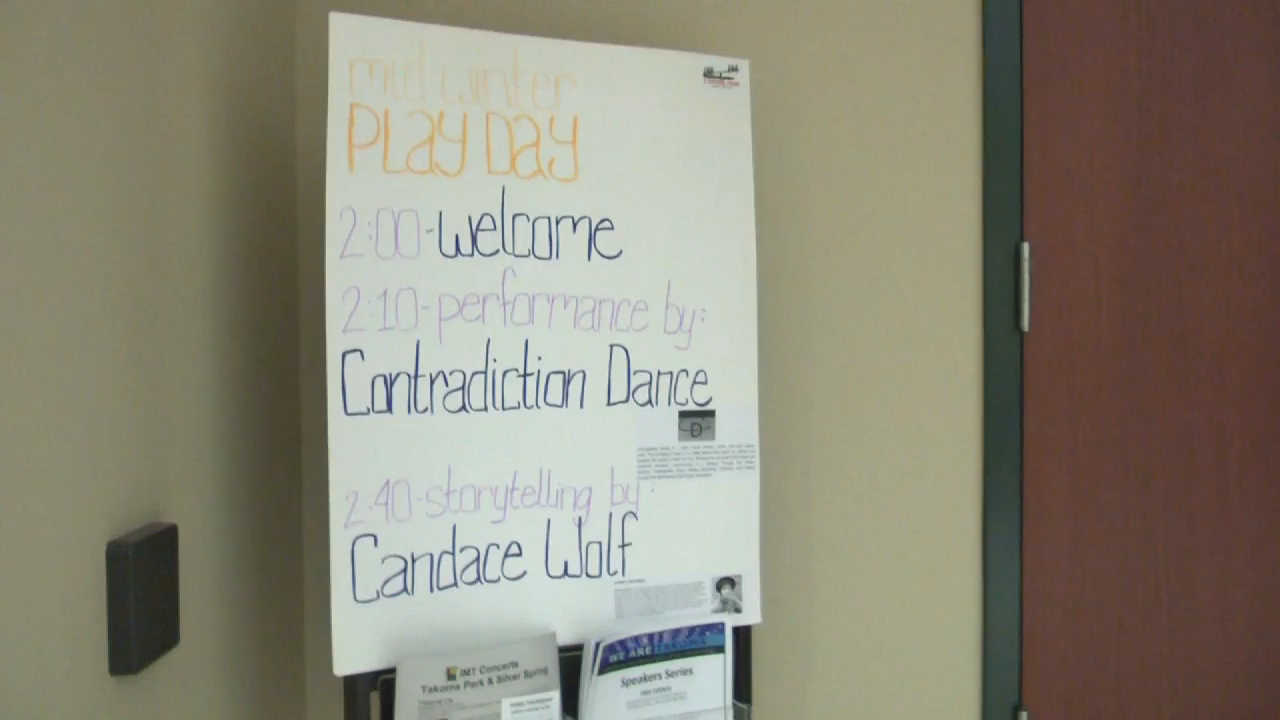 midwinter
PLAY DAY
2:00-welcome
2:10-performance by:
Contradiction Dance
D
2:40-storytelling by
Candace Wolf
IMT Concerts
Takoma Park & Silver Spring
WE ARE TAKOMA
Speakers Series